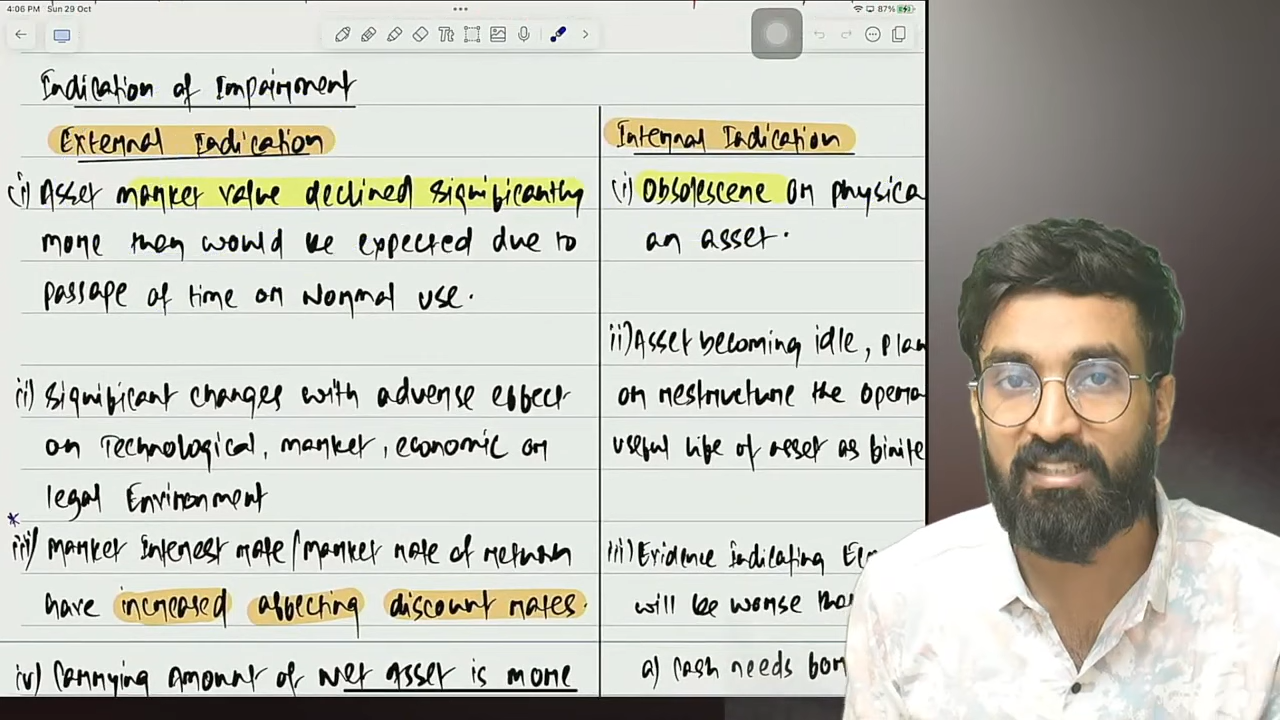 4:06 PM Sun 29 Oct
87%
Indication of Impairment
External Indication
(i) Asset market value declined significantly
more then would be expected due to
passage of time or Normal use.
(ii) Significant changes with adverse effect
on Technological, market, economic or
legal Environment
* iii) Market Interest rate/market rate of return
have increased affecting discount rates.
iv) Carrying Amount of Net Asset is more
Internal Indication
(i) Obsolescene or physica
an asset.
ii) Asset becoming idle, plan
or restructure the opera
useful life of asset as finite
iii) Evidence Indicating
will be worse than
a) Cash needs